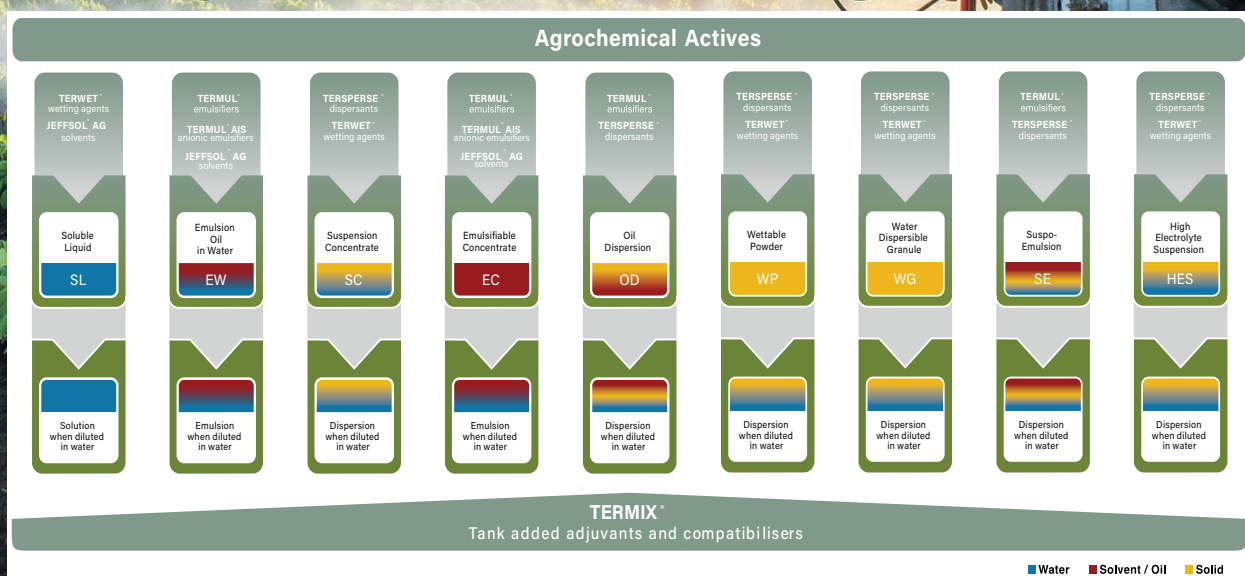 Agrochemical Actives
TERWET*
wetting agents
JEFFSOL* AG
solvents
TERMUL*
emulsifiers
TERMUL* AIS
anionic emulsifiers
JEFFSOL* AG
solvents
TERSPERSE*
dispersants
TERWET*
wetting agents
TERMUL*
emulsifiers
TERMUL* AIS
anionic emulsifiers
JEFFSOL* AG
solvents
TERMUL*
emulsifiers
TERSPERSE*
dispersants
TERSPERSE*
dispersants
TERWET*
wetting agents
TERSPERSE*
dispersants
TERWET*
wetting agents
TERMUL*
emulsifiers
TERSPERSE*
dispersants
TERSPERSE*
dispersants
TERWET*
wetting agents
Soluble
Liquid
SL
Emulsion
Oil
in Water
EW
Suspension
Concentrate
SC
Emulsifiable
Concentrate
EC
Oil
Dispersion
OD
Wettable
Powder
WP
Water
Dispersible
Granule
WG
Suspo-
Emulsion
SE
High
Electrolyte
Suspension
HES
Solution
when diluted
in water
Emulsion
when diluted
in water
Dispersion
when diluted
in water
Emulsion
when diluted
in water
Dispersion
when diluted
in water
Dispersion
when diluted
in water
Dispersion
when diluted
in water
Dispersion
when diluted
in water
Dispersion
when diluted
in water
TERMIX*
Tank added adjuvants and compatibilisers
Water Solvent / Oil Solid